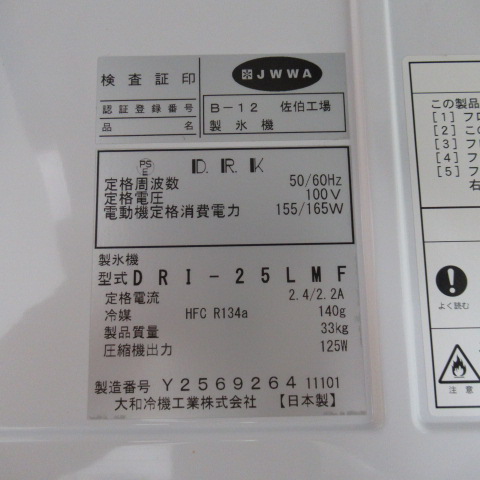 検査証印
JWWA
認証登録番号 B-12 佐伯工場
品名 製氷機
PS
E
D.R.K
定格周波数 50/60Hz
定格電圧 100V
電動機定格消費電力 155/165W
製氷機
型式 DRI-25LMF
定格電流 2.4/2.2A
冷媒 HFC R134a 140g
製品質量 33kg
圧縮機出力 125W
製造番号 Y2569264 11101
大和冷機工業株式会社 【日本製】
この製品
[1] フロ
[2] この
[3] フ
[4] フ
[5] フ
右
よく読む
注意